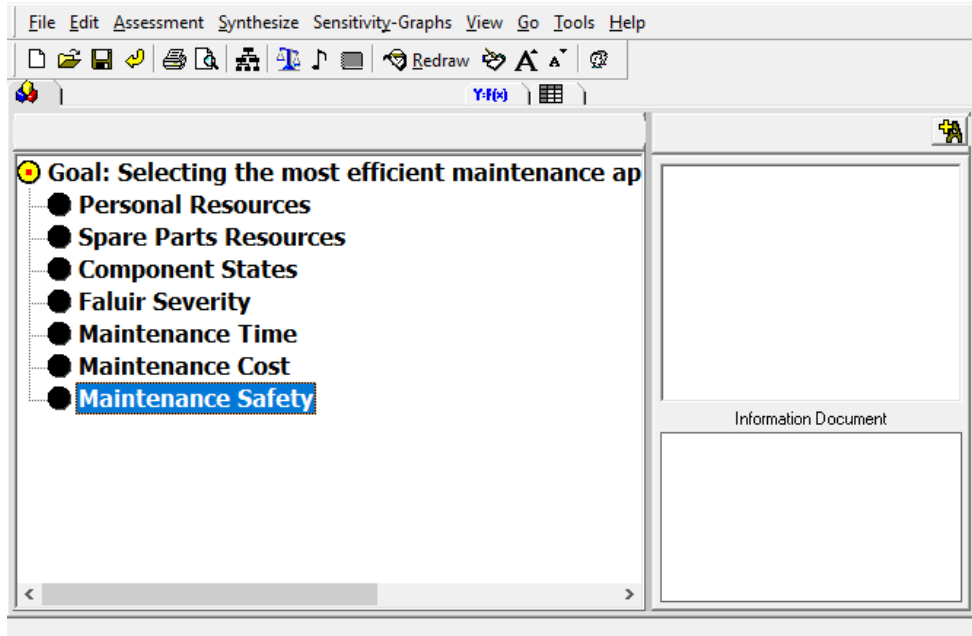 File Edit Assessment Synthesize Sensitivity-Graphs View Go Tools Help
Redraw A A
Y=F(x)
Goal: Selecting the most efficient maintenance ap
Personal Resources
Spare Parts Resources
Component States
Faluir Severity
Maintenance Time
Maintenance Cost
Maintenance Safety
Information Document